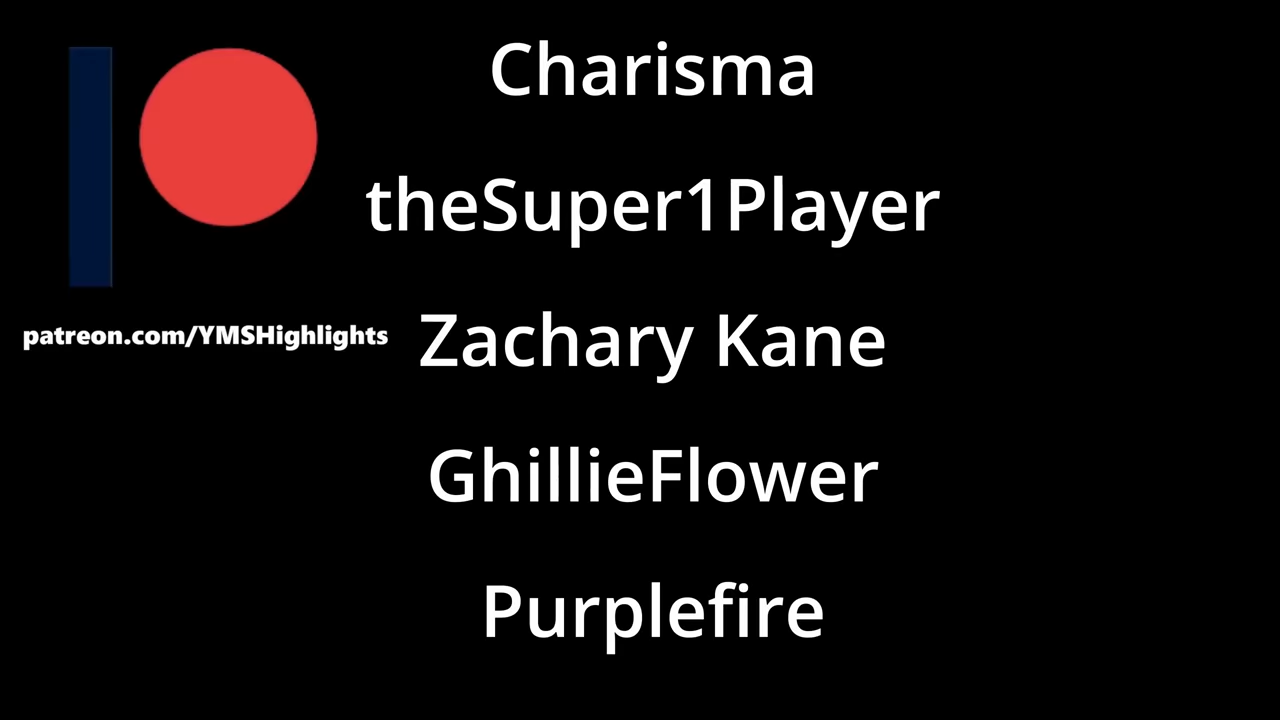 Charisma
theSuper1Player
patreon.com/YMSHighlights
Zachary Kane
GhillieFlower
Purplefire